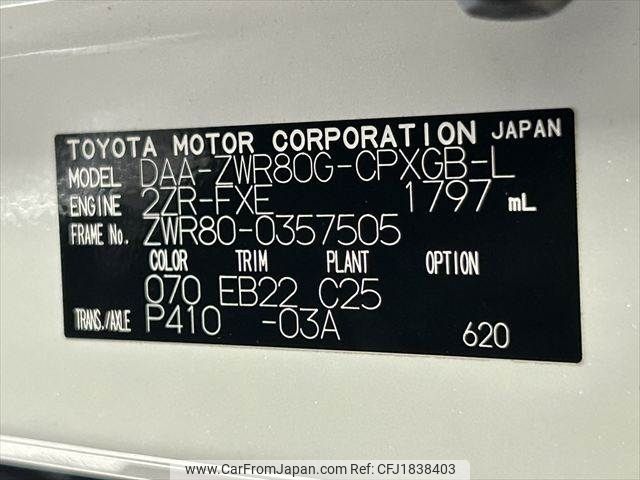 TOYOTA MOTOR CORPORATION JAPAN
MODEL DAA-ZWR80G-CPXGB-L
ENGINE 2ZR-FXE 1797 mL
FRAME No. ZWR80-0357505
COLOR TRIM PLANT OPTION
070 EB22 C25
TRANS./AXLE P410 -03A 620
www.CarFromJapan.com Ref No: CFJ1838403